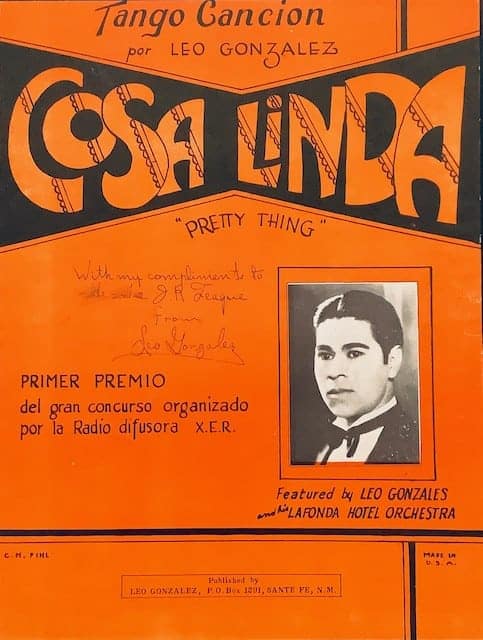 Tango Cancion
por LEO GONZALEZ
COSA LiNDA
"PRETTY THING"
With my compliments to
J. R. League
From
Leo Gonzalez
PRIMER PREMIO
del gran concurso organizado
por la Radio difusora X.E.R.
Featured by LEO GONZALES
and his LAFONDA HOTEL ORCHESTRA
C. M. PIHL
MADE IN
U.S.A.
Published by
LEO GONZALEZ, P. O. Box 1291, SANTE FE, N. M.